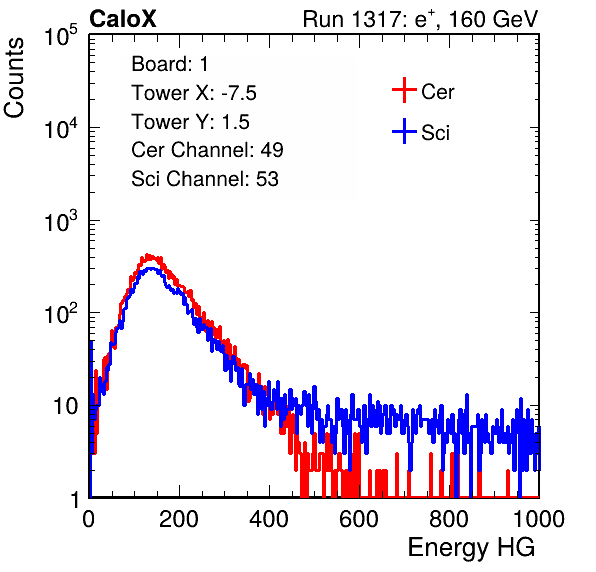 CaloX Run 1317: e⁺, 160 GeV
Counts
Board: 1
Tower X: -7.5
Tower Y: 1.5
Cer Channel: 49
Sci Channel: 53
Cer
Sci
10⁵
10⁴
10³
10²
10
1
0 200 400 600 800 1000
Energy HG